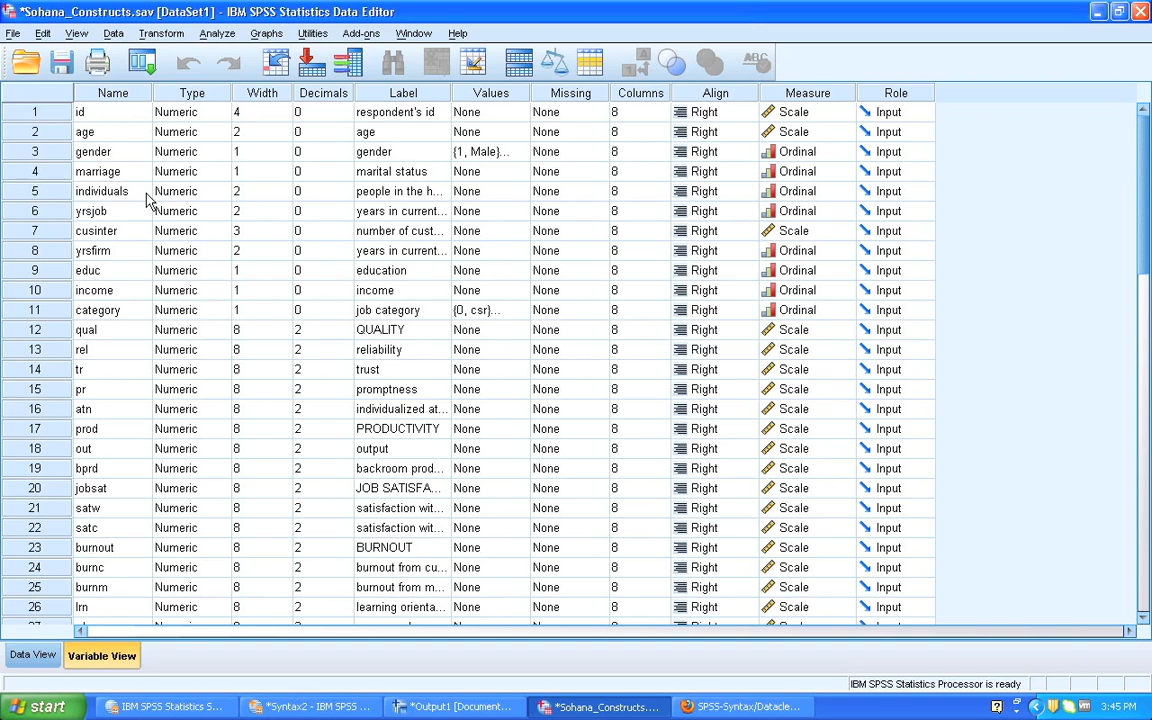 *Sohana_Constructs.sav [DataSet1] - IBM SPSS Statistics Data Editor
File Edit View Data Transform Analyze Graphs Utilities Add-ons Window Help
Name Type Width Decimals Label Values Missing Columns Align Measure Role
1 id Numeric 4 0 respondent's id None None 8 Right Scale Input
2 age Numeric 2 0 age None None 8 Right Scale Input
3 gender Numeric 1 0 gender {1, Male}... None 8 Right Ordinal Input
4 marriage Numeric 1 0 marital status None None 8 Right Ordinal Input
5 individuals Numeric 2 0 people in the h... None None 8 Right Ordinal Input
6 yrsjob Numeric 2 0 years in current... None None 8 Right Ordinal Input
7 cusinter Numeric 3 0 number of cust... None None 8 Right Scale Input
8 yrsfirm Numeric 2 0 years in current... None None 8 Right Ordinal Input
9 educ Numeric 1 0 education None None 8 Right Ordinal Input
10 income Numeric 1 0 income None None 8 Right Ordinal Input
11 category Numeric 1 0 job category {0, csr}... None 8 Right Ordinal Input
12 qual Numeric 8 2 QUALITY None None 8 Right Scale Input
13 rel Numeric 8 2 reliability None None 8 Right Scale Input
14 tr Numeric 8 2 trust None None 8 Right Scale Input
15 pr Numeric 8 2 promptness None None 8 Right Scale Input
16 atn Numeric 8 2 individualized at... None None 8 Right Scale Input
17 prod Numeric 8 2 PRODUCTIVITY None None 8 Right Scale Input
18 out Numeric 8 2 output None None 8 Right Scale Input
19 bprd Numeric 8 2 backroom prod... None None 8 Right Scale Input
20 jobsat Numeric 8 2 JOB SATISFA... None None 8 Right Scale Input
21 satw Numeric 8 2 satisfaction wit... None None 8 Right Scale Input
22 satc Numeric 8 2 satisfaction wit... None None 8 Right Scale Input
23 burnout Numeric 8 2 BURNOUT None None 8 Right Scale Input
24 burnc Numeric 8 2 burnout from cu... None None 8 Right Scale Input
25 burnm Numeric 8 2 burnout from m... None None 8 Right Scale Input
26 lrn Numeric 8 2 learning orienta... None None 8 Right Scale Input
Data View Variable View
IBM SPSS Statistics Processor is ready
start IBM SPSS Statistics S... *Syntax2 - IBM SPSS ... *Output1 [Document... *Sohana_Constructs.... SPSS-Syntax/Datacle... 3:45 PM